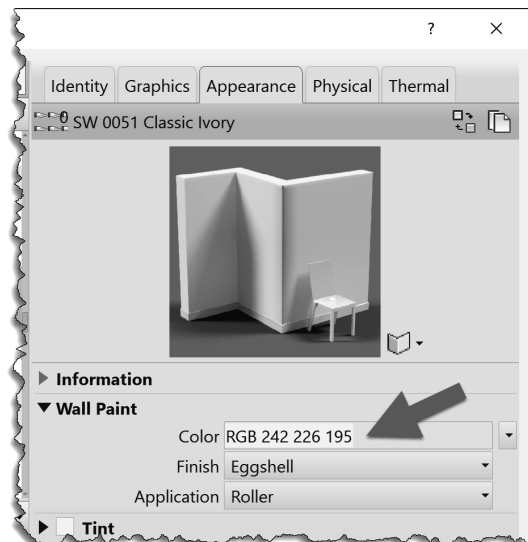 ?
Identity Graphics Appearance Physical Thermal
0 SW 0051 Classic Ivory
Information
Wall Paint
Color RGB 242 226 195
Finish Eggshell
Application Roller
Tint